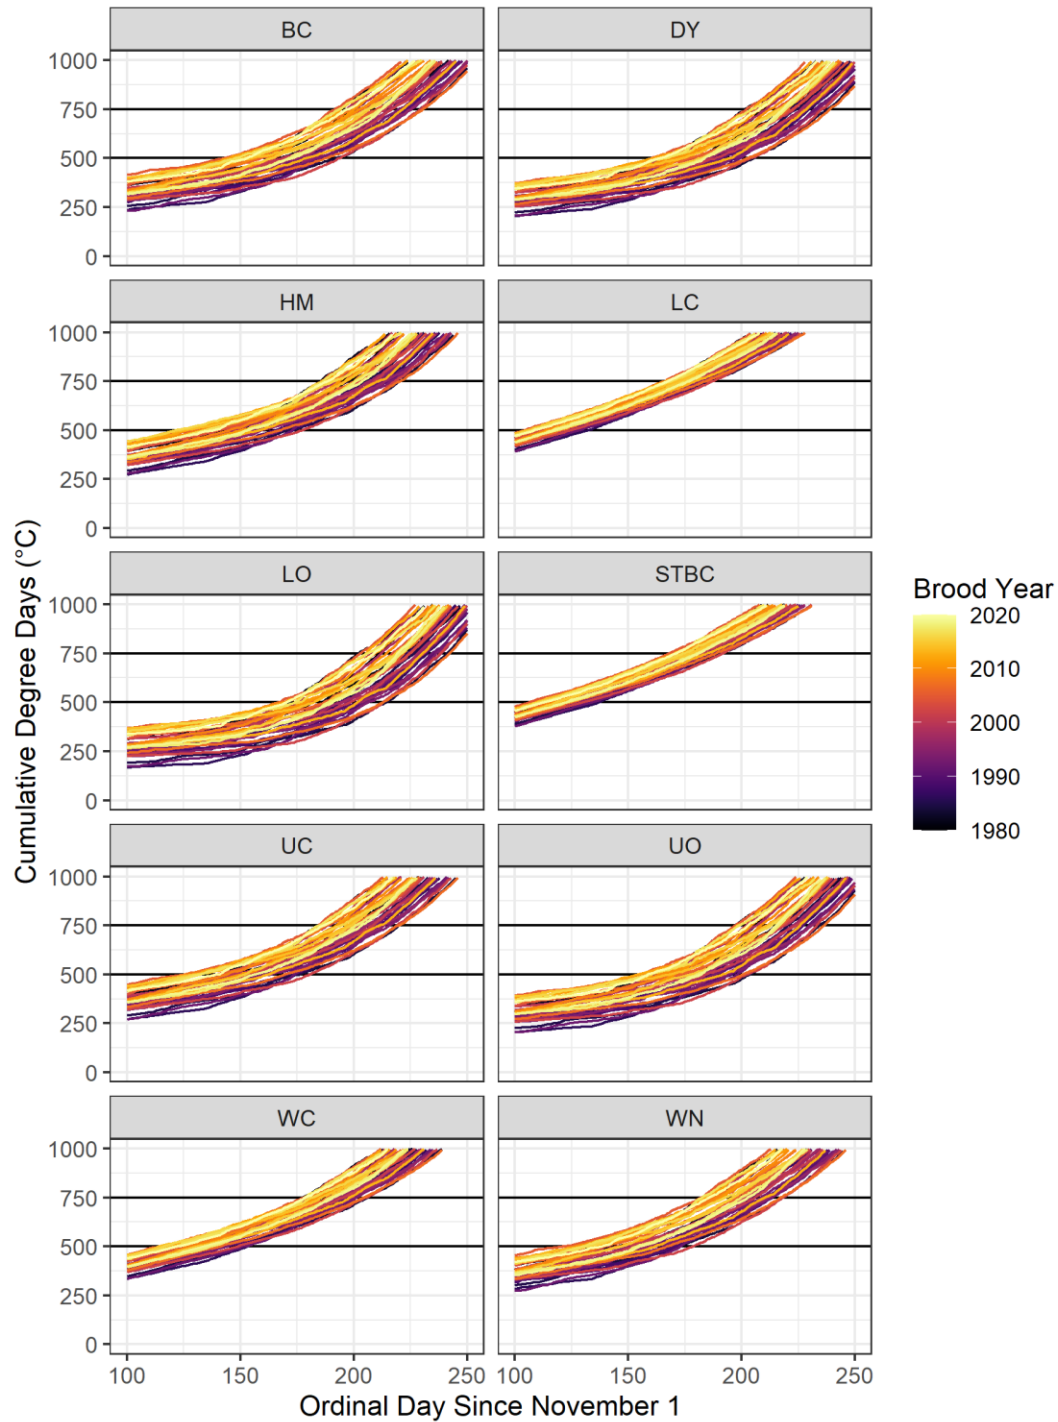 BC
DY
1000
750
500
250
0
HM
LC
1000
750
500
250
0
LO
STBC
1000
750
500
250
0
UC
UO
1000
750
500
250
0
WC
WN
1000
750
500
250
0
100 150 200 250 100 150 200 250
Ordinal Day Since November 1
Cumulative Degree Days (°C)
Brood Year
2020
2010
2000
1990
1980